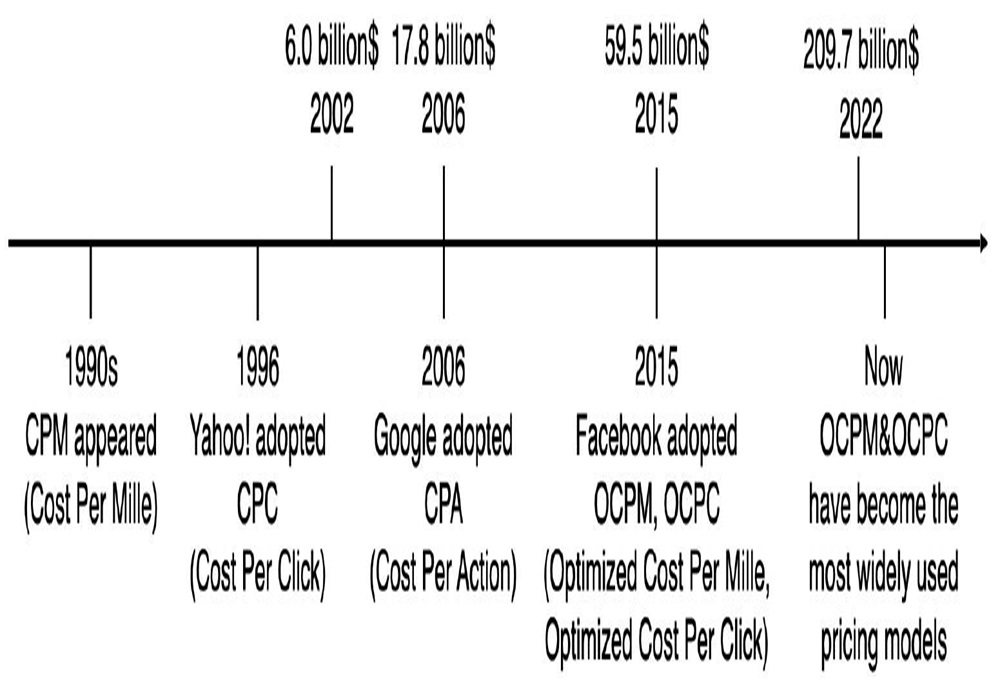 6.0 billion$ 17.8 billion$ 59.5 billion$ 209.7 billion$
2002 2006 2015 2022
1990s
CPM appeared
(Cost Per Mille)
1996
Yahoo! adopted
CPC
(Cost Per Click)
2006
Google adopted
CPA
(Cost Per Action)
2015
Facebook adopted
OCPM, OCPC
(Optimized Cost Per Mille,
Optimized Cost Per Click)
Now
OCPM&OCPC
have become the
most widely used
pricing models